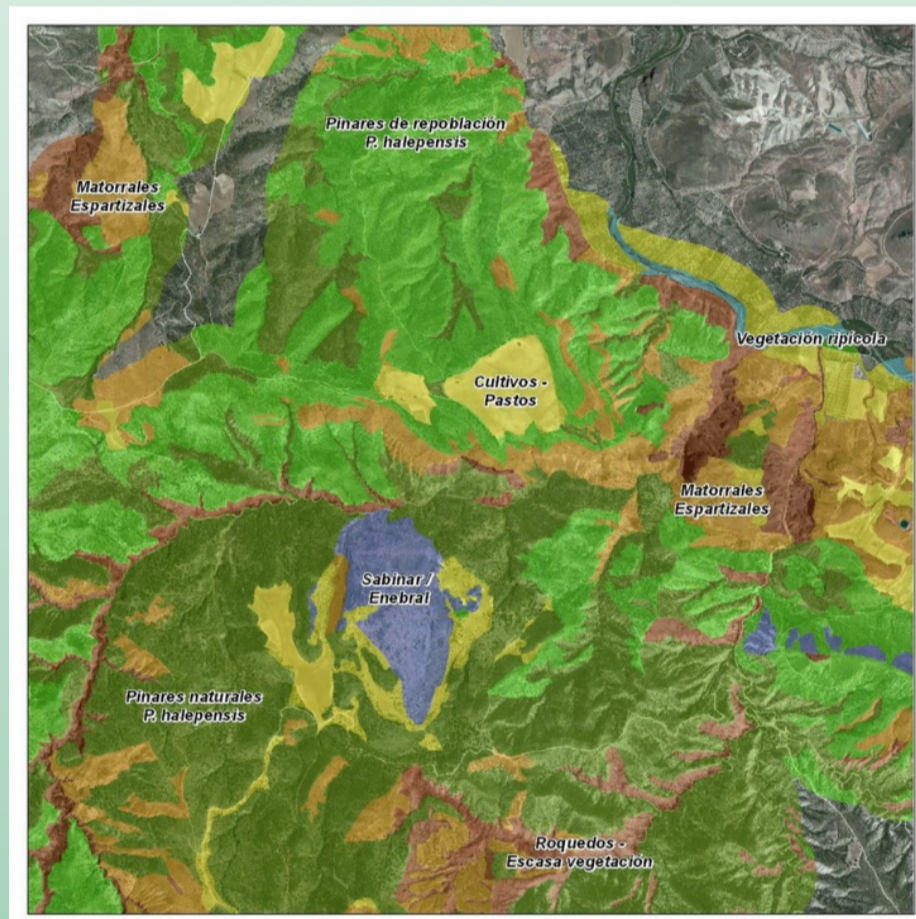 Pinares de repoblación
P. halepensis
Matorrales
Espartizales
Vegetación ripícola
Cultivos -
Pastos
Matorrales
Espartizales
Sabinar /
Enebral
Pinares naturales
P. halepensis
Roquedos -
Escasa vegetación